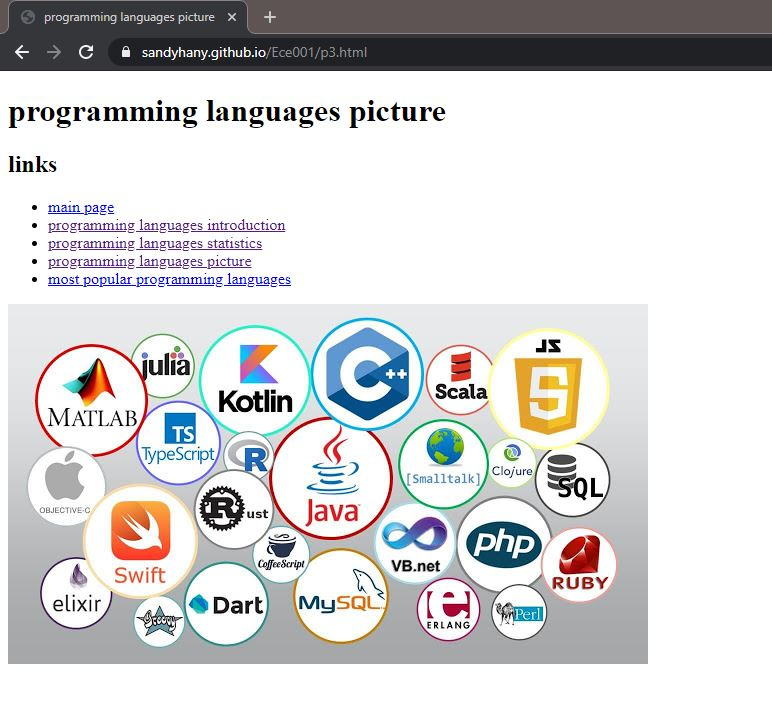 programming languages picture
sandyhany.github.io/Ece001/p3.html
programming languages picture
links
main page
programming languages introduction
programming languages statistics
programming languages picture
most popular programming languages
MATLAB
julia
Kotlin
C++
Scala
JS
5
TS
TypeScript
R
Java
[Smalltalk]
Clojure
SQL
OBJECTIVE-C
Swift
Rust
CoffeeScript
VB.net
php
RUBY
elixir
Groovy
Dart
MySQL
e
ERLANG
Perl